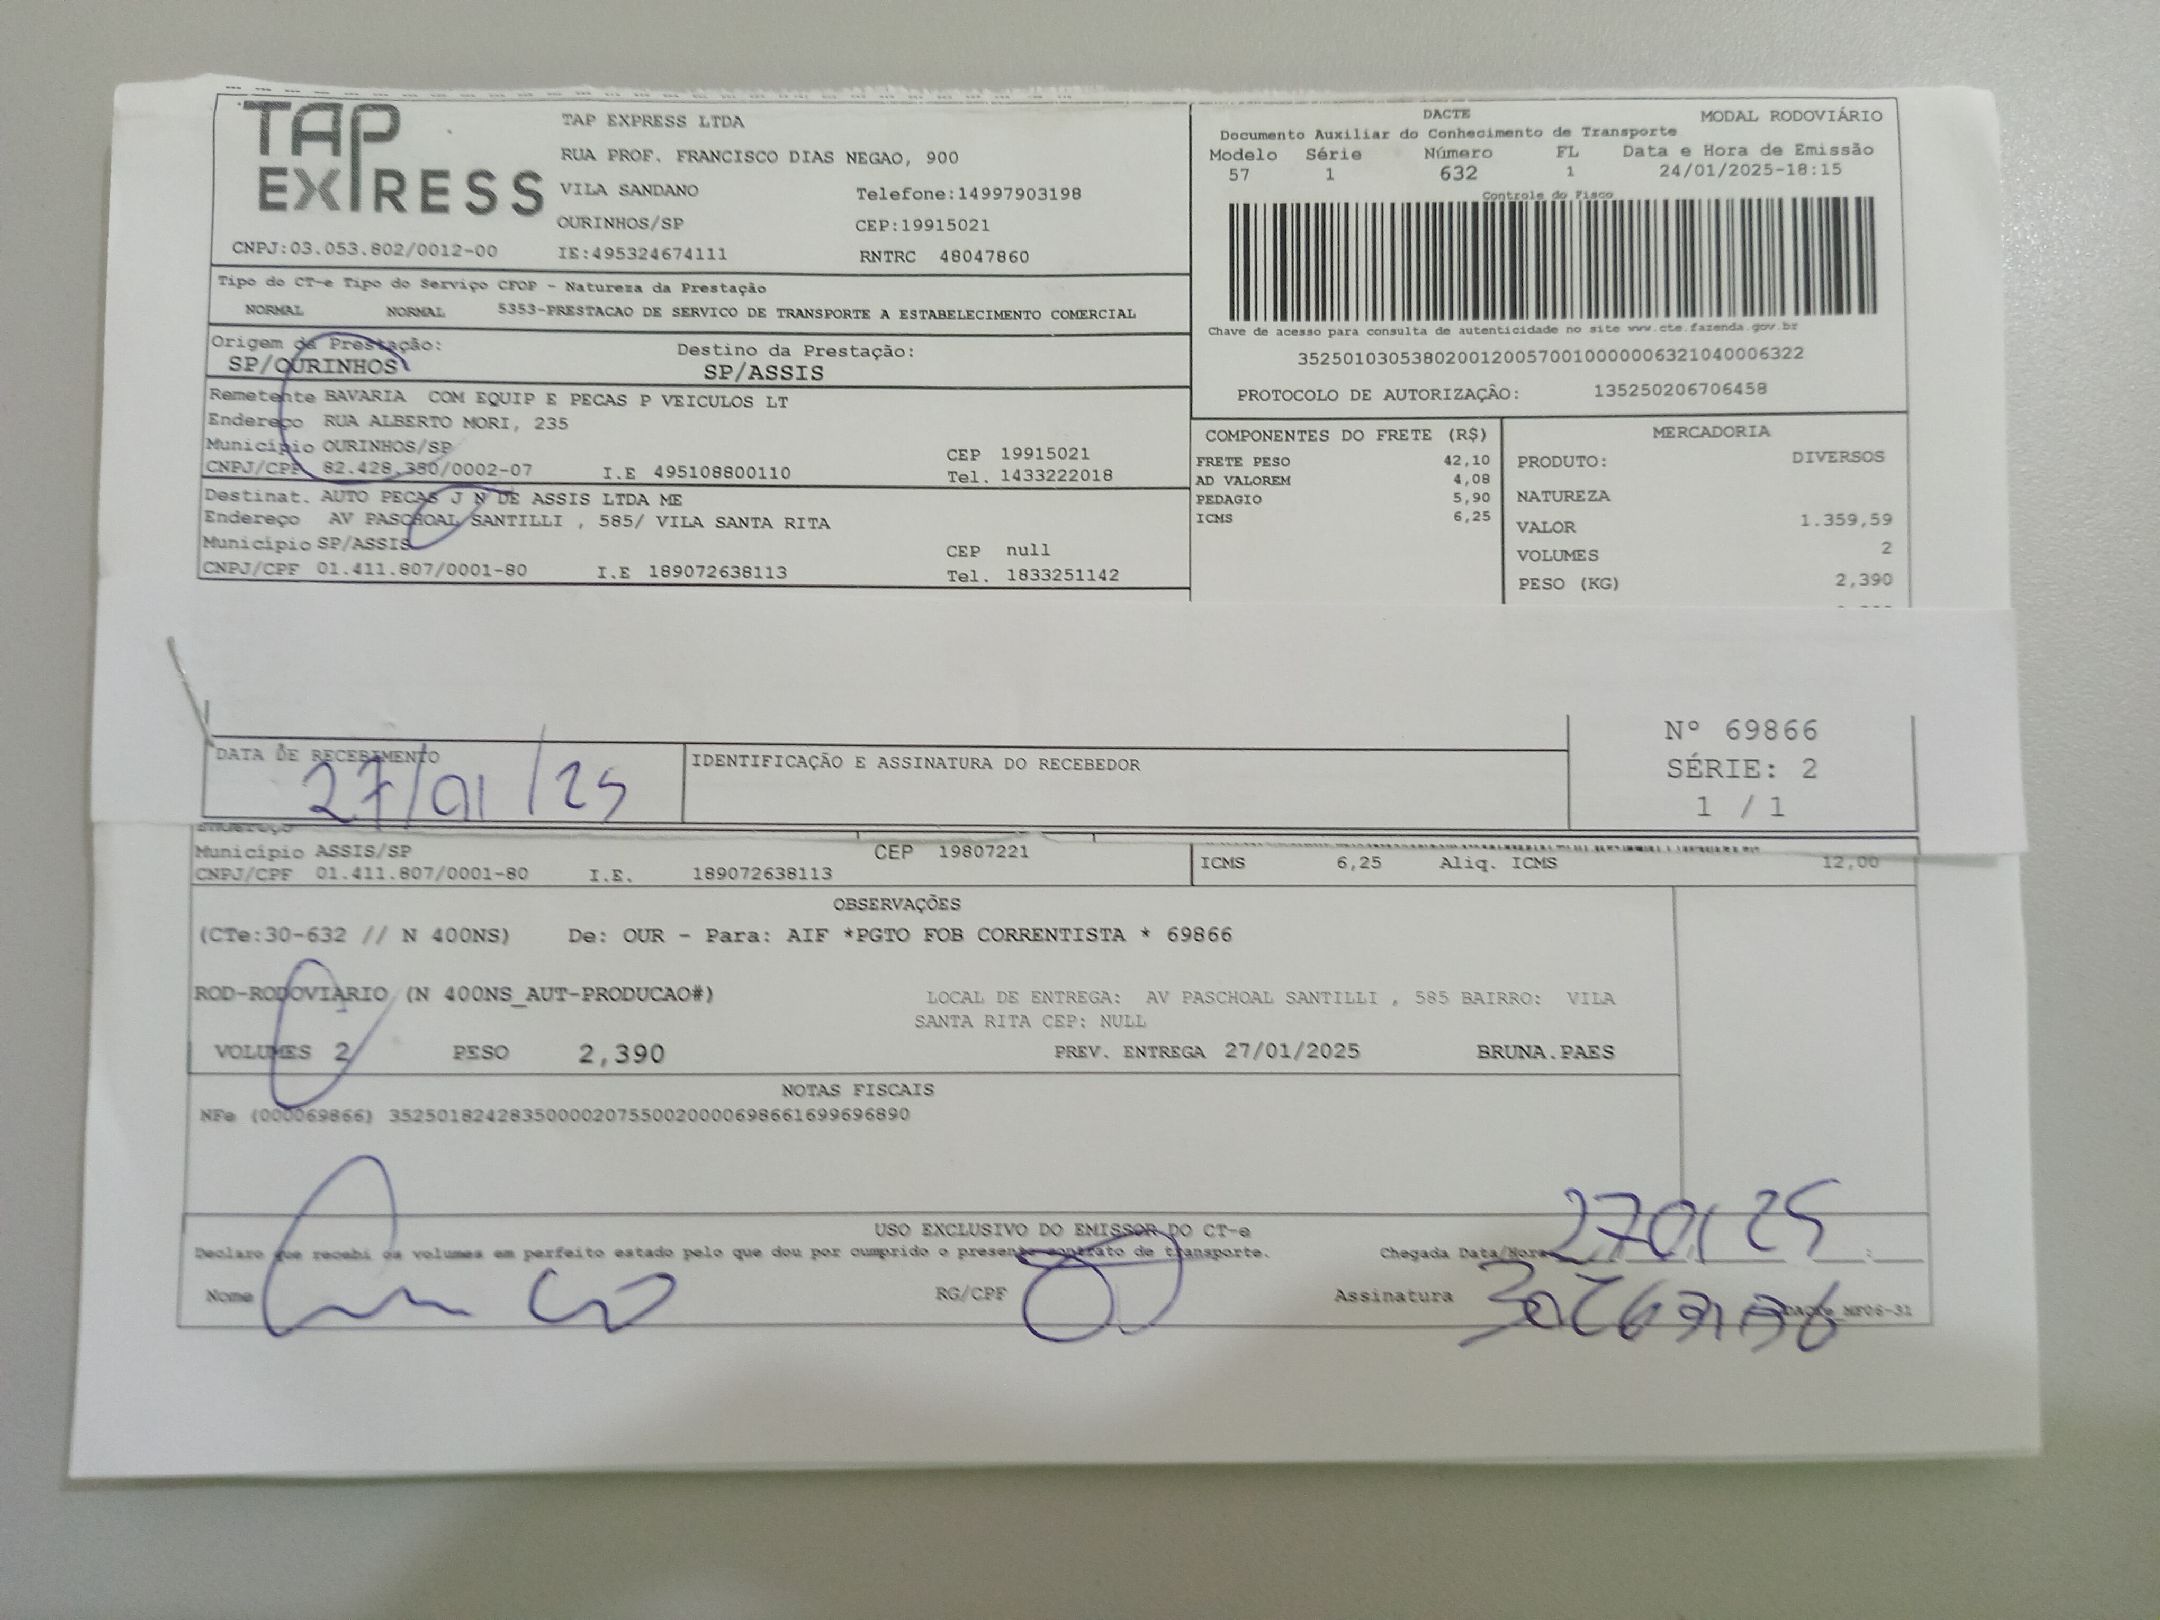 TAP EXPRESS
TAP EXPRESS LTDA
RUA PROF. FRANCISCO DIAS NEGAO, 900
VILA SANDANO Telefone:14997903198
OURINHOS/SP CEP:19915021
CNPJ:03.053.802/0012-00 IE:495324674111 RNTRC 48047860
DACTE MODAL RODOVIÁRIO
Documento Auxiliar do Conhecimento de Transporte
Modelo Série Número FL Data e Hora de Emissão
57 1 632 1 24/01/2025-18:15
Controle do Fisco
Chave de acesso para consulta de autenticidade no site www.cte.fazenda.gov.br
35250103053802001200570010000006321040006322
PROTOCOLO DE AUTORIZAÇÃO: 135250206706458
Tipo do CT-e Tipo do Serviço CFOP - Natureza da Prestação
NORMAL NORMAL 5353-PRESTACAO DE SERVICO DE TRANSPORTE A ESTABELECIMENTO COMERCIAL
Origem da Prestação: Destino da Prestação:
SP/OURINHOS SP/ASSIS
Remetente BAVARIA COM EQUIP E PECAS P VEICULOS LT
Endereço RUA ALBERTO MORI, 235
Município OURINHOS/SP CEP 19915021
CNPJ/CPF 82.428.350/0002-07 I.E 495108800110 Tel. 1433222018
Destinat. AUTO PECAS J N DE ASSIS LTDA ME
Endereço AV PASCHOAL SANTILLI , 585/ VILA SANTA RITA
Município SP/ASSIS CEP null
CNPJ/CPF 01.411.807/0001-80 I.E 189072638113 Tel. 1833251142
COMPONENTES DO FRETE (R$)
FRETE PESO 42,10
AD VALOREM 4,08
PEDAGIO 5,90
ICMS 6,25
MERCADORIA
PRODUTO: DIVERSOS
NATUREZA
VALOR 1.359,59
VOLUMES 2
PESO (KG) 2,390
DATA DE RECEBIMENTO IDENTIFICAÇÃO E ASSINATURA DO RECEBEDOR
27/01/25
Nº 69866
SÉRIE: 2
1 / 1
Endereço
Município ASSIS/SP CEP 19807221
CNPJ/CPF 01.411.807/0001-80 I.E. 189072638113
ICMS 6,25 Aliq. ICMS 12,00
OBSERVAÇÕES
(CTe:30-632 // N 400NS) De: OUR - Para: AIF *PGTO FOB CORRENTISTA * 69866
ROD-RODOVIARIO (N 400NS_AUT-PRODUCAO#) LOCAL DE ENTREGA: AV PASCHOAL SANTILLI , 585 BAIRRO: VILA
SANTA RITA CEP: NULL
VOLUMES 2 PESO 2,390 PREV. ENTREGA 27/01/2025 BRUNA.PAES
NOTAS FISCAIS
NFe (000069866) 35250182428350000207550020000698661699696890
USO EXCLUSIVO DO EMISSOR DO CT-e
Declaro que recebi os volumes em perfeito estado pelo que dou por cumprido o presente contrato de transporte. Chegada Data/Hora 27 01 25
Nome RG/CPF Assinatura